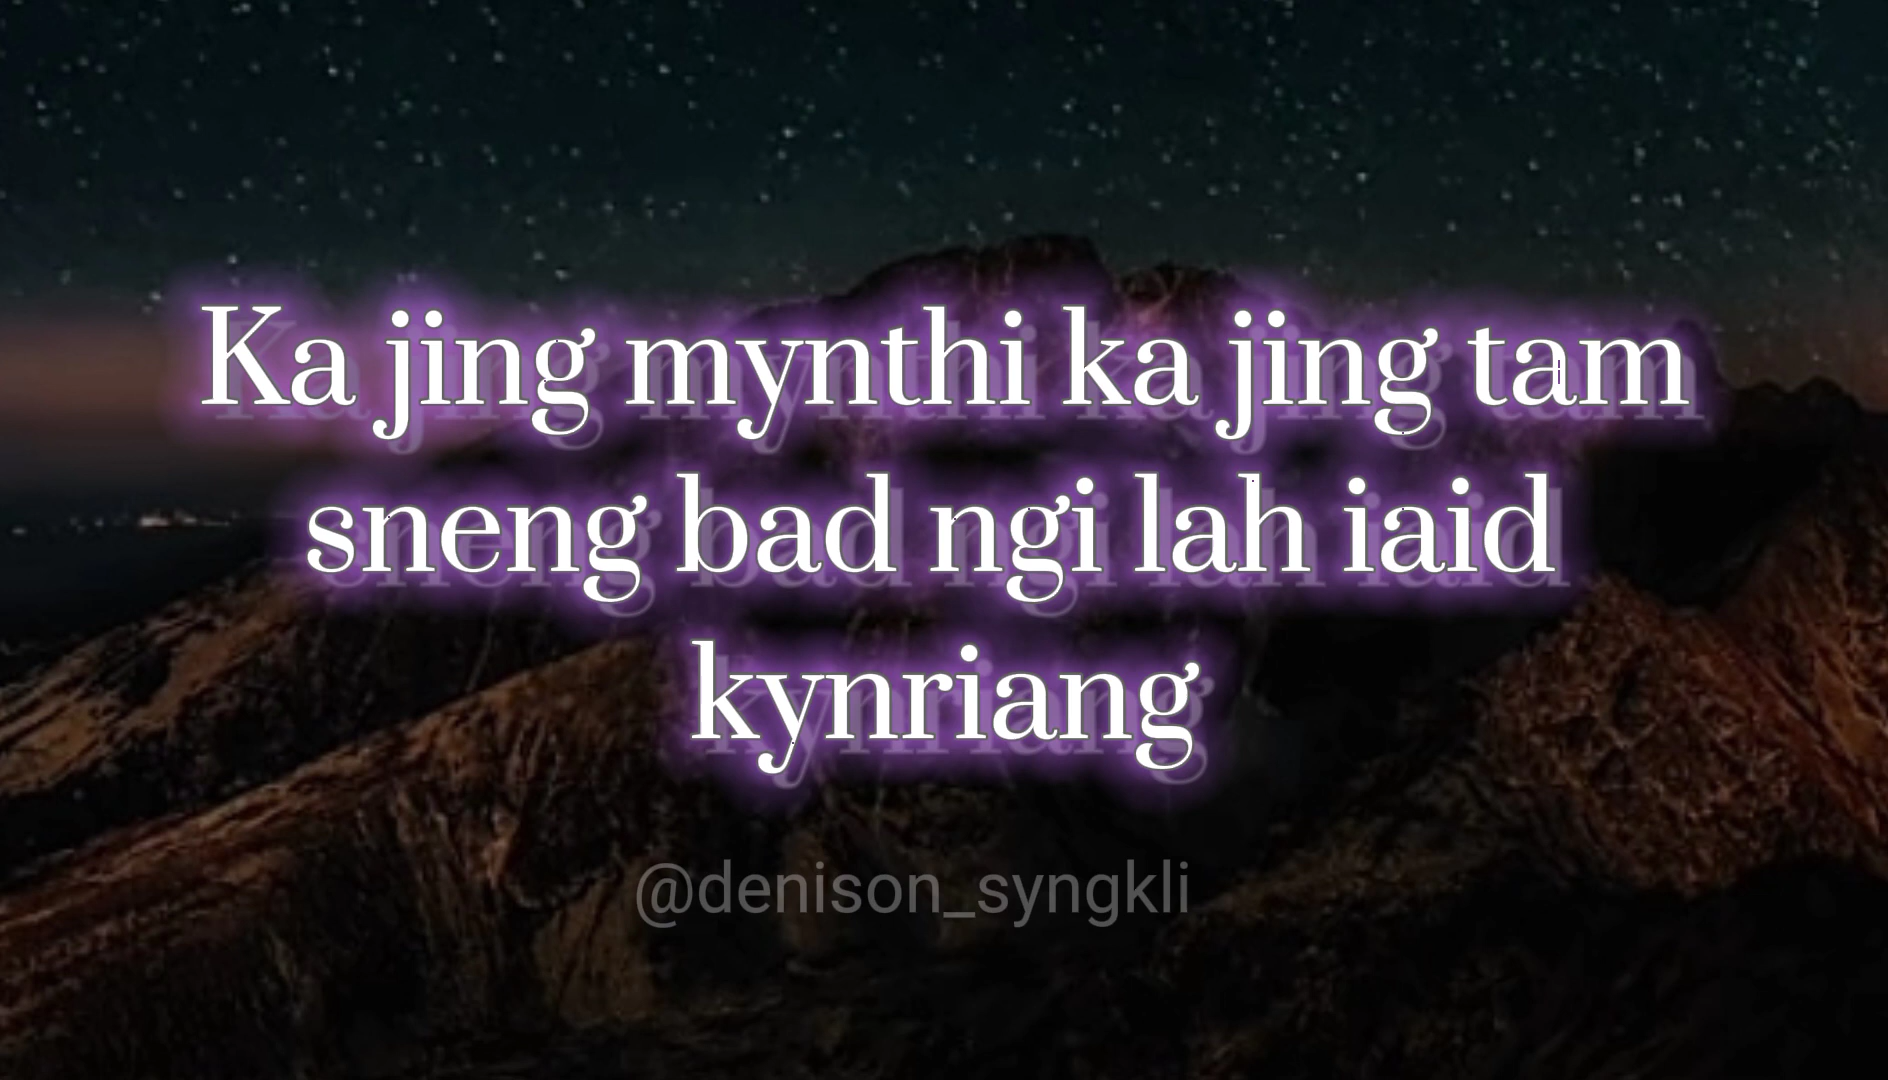 Ka jing mynthi ka jing tam
sneng bad ngi lah iaid
kynriang
@denison_syngkli